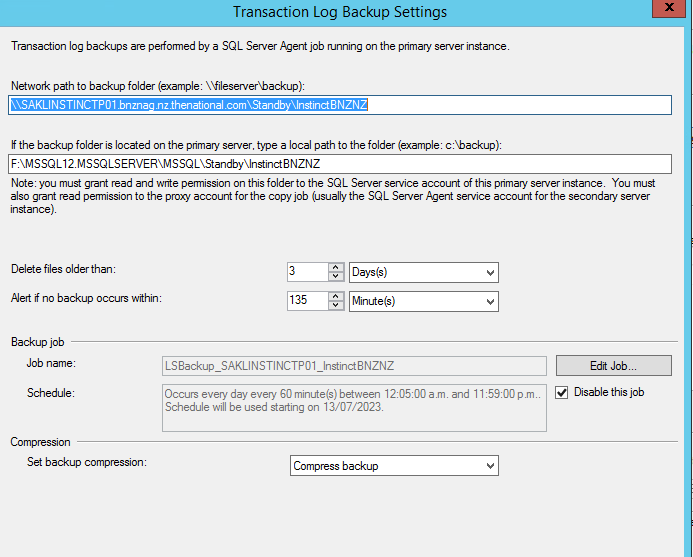 Transaction Log Backup Settings
x
Transaction log backups are performed by a SQL Server Agent job running on the primary server instance.
Network path to backup folder (example: \\fileserver\backup):
\\SAKLINSTINCTP01.bnznag.nz.thenational.com\Standby\InstinctBNZNZ
If the backup folder is located on the primary server, type a local path to the folder (example: c:\backup):
F:\MSSQL12.MSSQLSERVER\MSSQL\Standby\InstinctBNZNZ
Note: you must grant read and write permission on this folder to the SQL Server service account of this primary server instance. You must
also grant read permission to the proxy account for the copy job (usually the SQL Server Agent service account for the secondary server
instance).
Delete files older than:
3
Days(s)
Alert if no backup occurs within:
135
Minute(s)
Backup job
Job name:
LSBackup_SAKLINSTINCTP01_InstinctBNZNZ
Edit Job...
Schedule:
Occurs every day every 60 minute(s) between 12:05:00 a.m. and 11:59:00 p.m..
Schedule will be used starting on 13/07/2023.
Disable this job
Compression
Set backup compression:
Compress backup